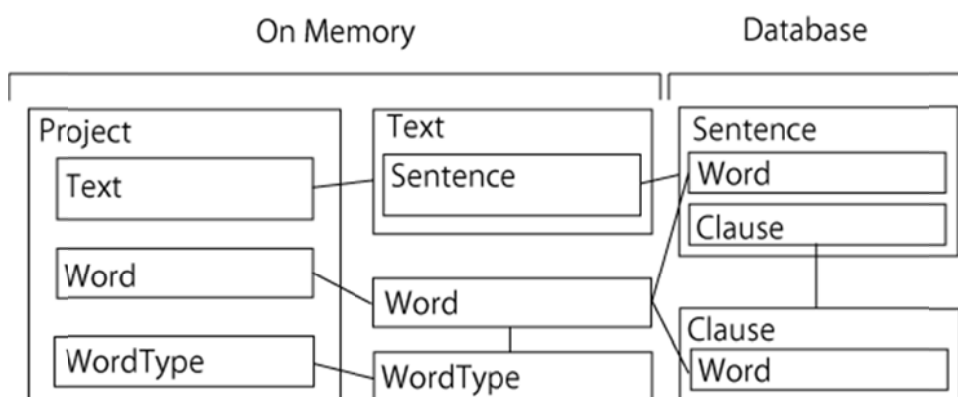 On Memory
Database
Project
Text
Word
WordType
Text
Sentence
Word
WordType
Sentence
Word
Clause
Clause
Word